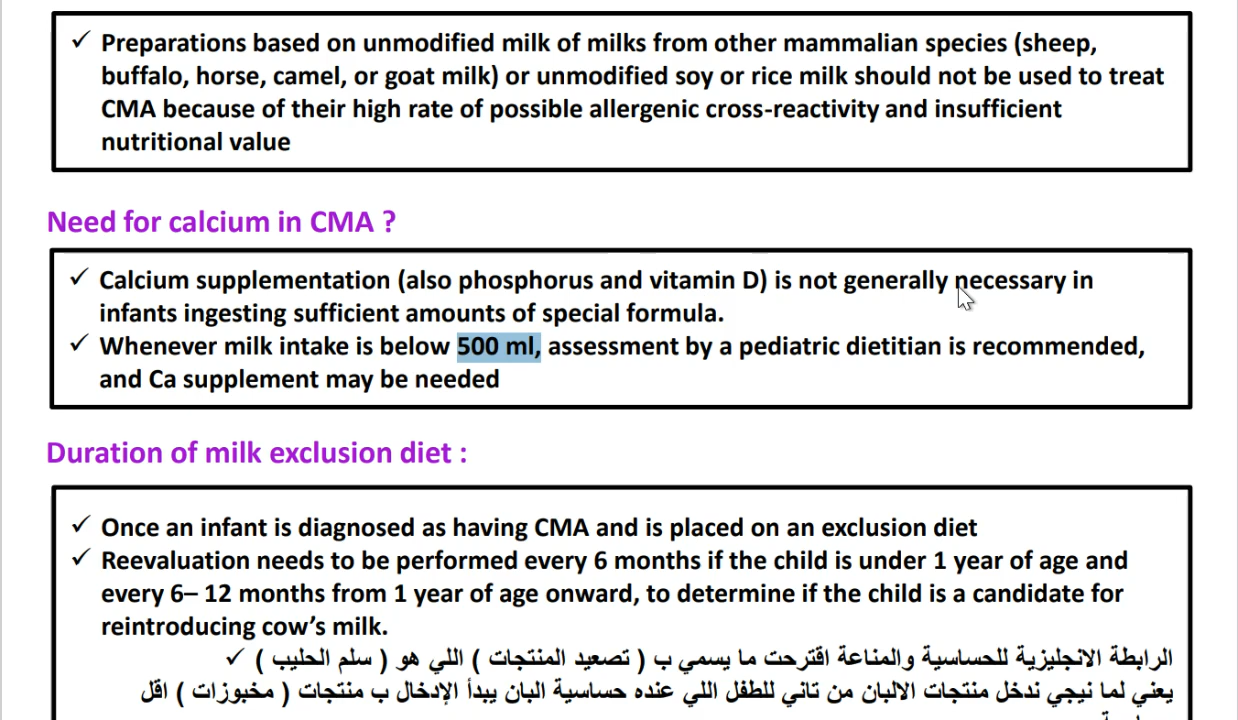 ✓ Preparations based on unmodified milk of milks from other mammalian species (sheep,
buffalo, horse, camel, or goat milk) or unmodified soy or rice milk should not be used to treat
CMA because of their high rate of possible allergenic cross-reactivity and insufficient
nutritional value
Need for calcium in CMA ?
✓ Calcium supplementation (also phosphorus and vitamin D) is not generally necessary in
infants ingesting sufficient amounts of special formula.
✓ Whenever milk intake is below 500 ml, assessment by a pediatric dietitian is recommended,
and Ca supplement may be needed
Duration of milk exclusion diet :
✓ Once an infant is diagnosed as having CMA and is placed on an exclusion diet
✓ Reevaluation needs to be performed every 6 months if the child is under 1 year of age and
every 6– 12 months from 1 year of age onward, to determine if the child is a candidate for
reintroducing cow’s milk.
الرابطة الانجليزية للحساسية والمناعة اقترحت ما يسمي ب ( تصعيد المنتجات ) اللي هو ( سلم الحليب ) ✓
يعني لما نيجي ندخل منتجات الالبان من تاني للطفل اللي عنده حساسية البان يبدأ الإدخال ب منتجات ( مخبوزات ) اقل